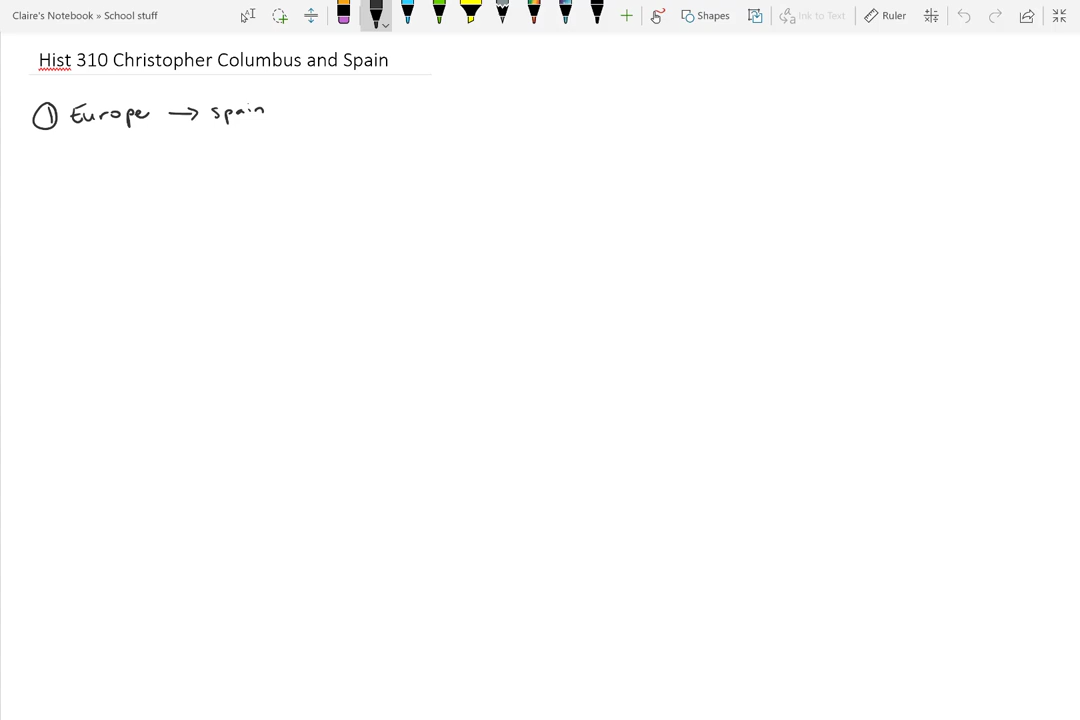 Claire's Notebook » School stuff
Shapes
Ink to Text
Ruler
Hist 310 Christopher Columbus and Spain
① Europe → Spain